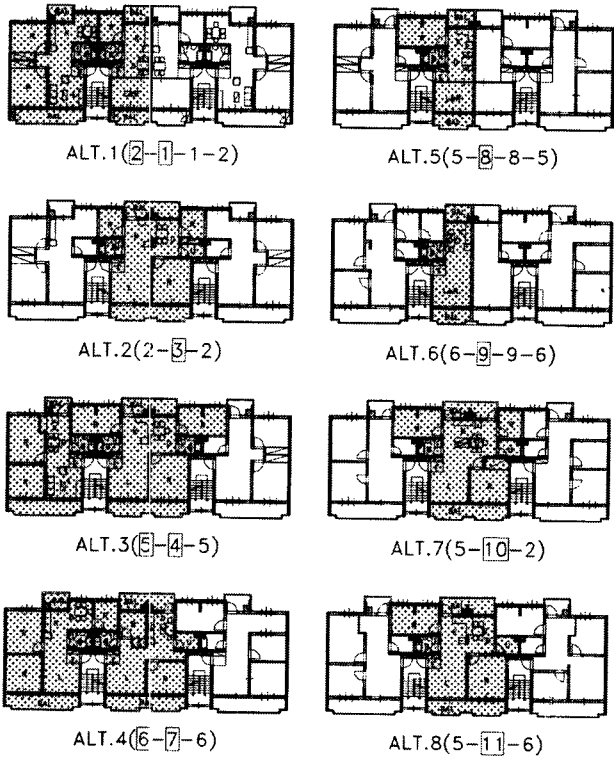 ALT.1(2-1-1-2)
ALT.5(5-8-8-5)
ALT.2(2-3-2)
ALT.6(6-9-9-6)
ALT.3(5-4-5)
ALT.7(5-10-2)
ALT.4(6-7-6)
ALT.8(5-11-6)